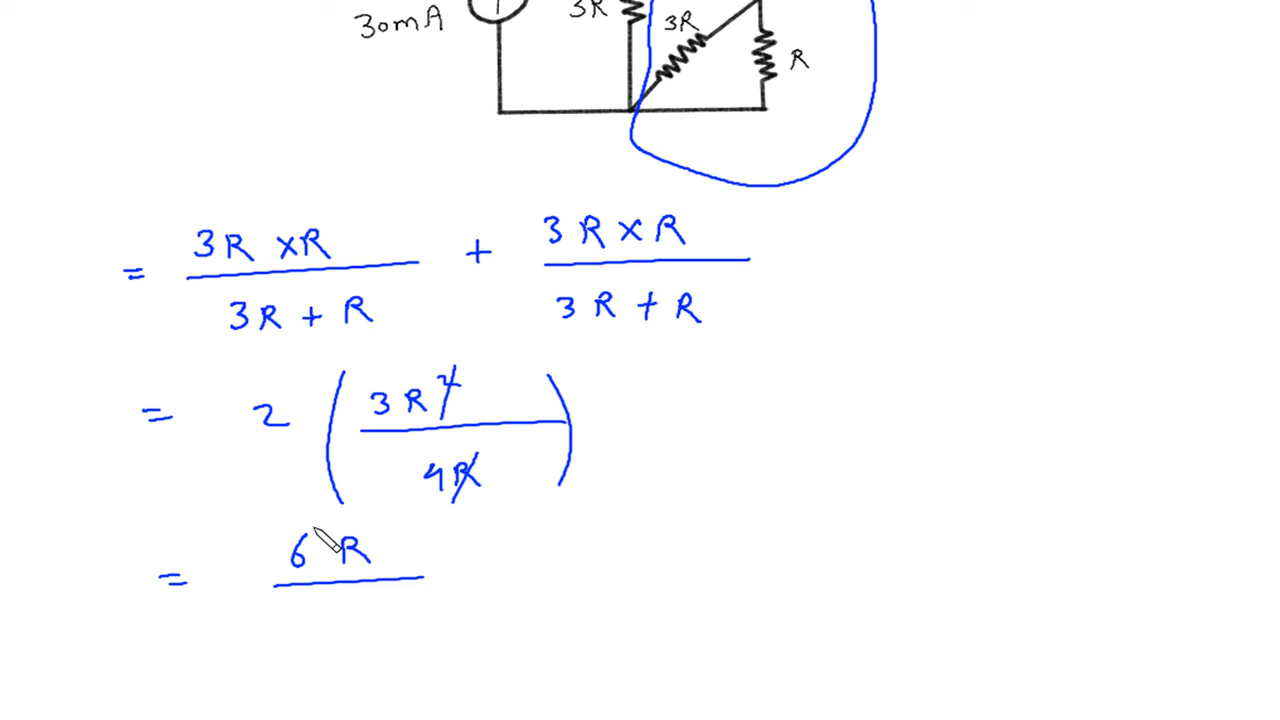 30mA 3R 3R R
= 3R×R / 3R+R + 3R×R / 3R+R
= 2 ( 3R² / 4R )
= 6R